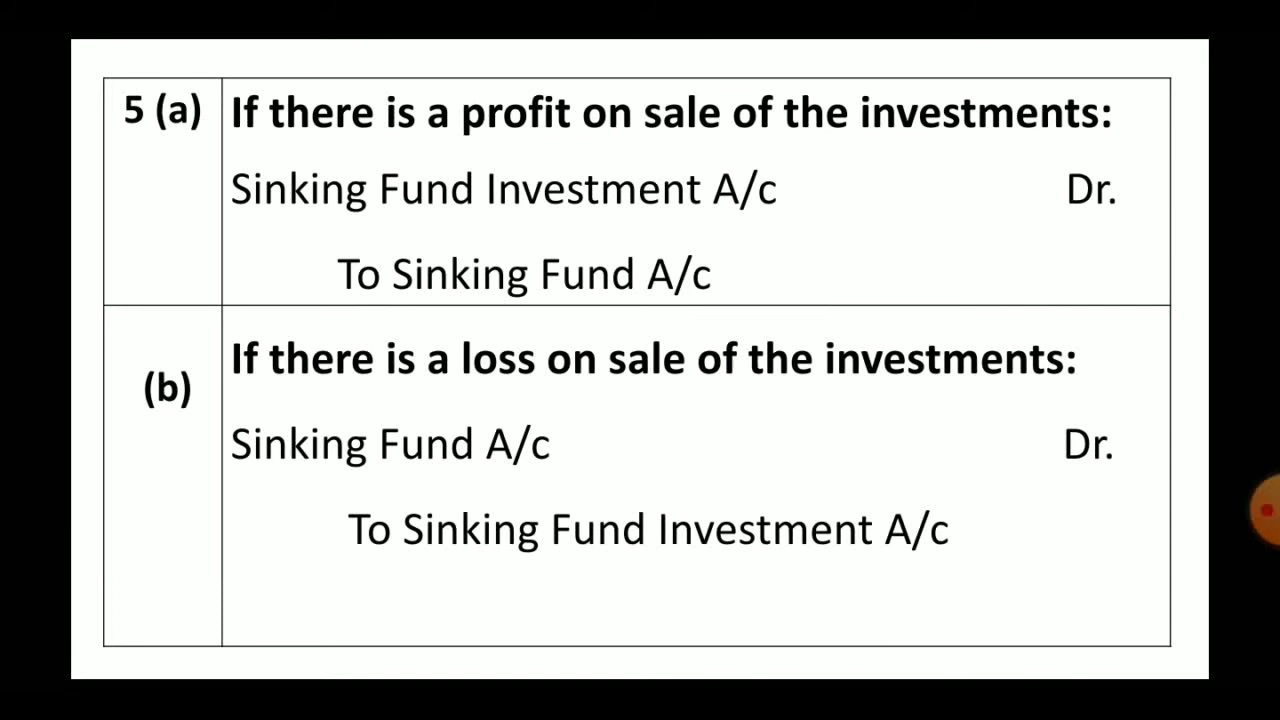 5 (a) If there is a profit on sale of the investments:
Sinking Fund Investment A/c Dr.
To Sinking Fund A/c
(b) If there is a loss on sale of the investments:
Sinking Fund A/c Dr.
To Sinking Fund Investment A/c